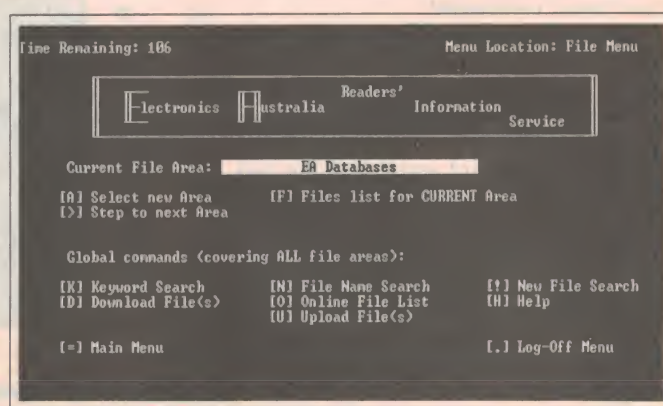 Time Remaining: 106 Menu Location: File Menu
Electronics Australia Readers' Information Service
Current File Area: EA Databases
[A] Select new Area [F] Files list for CURRENT Area
[>] Step to next Area
Global commands (covering ALL file areas):
[K] Keyword Search [N] File Name Search [!] New File Search
[D] Download File(s) [O] Online File List [H] Help
[U] Upload File(s)
[=] Main Menu [.] Log-Off Menu